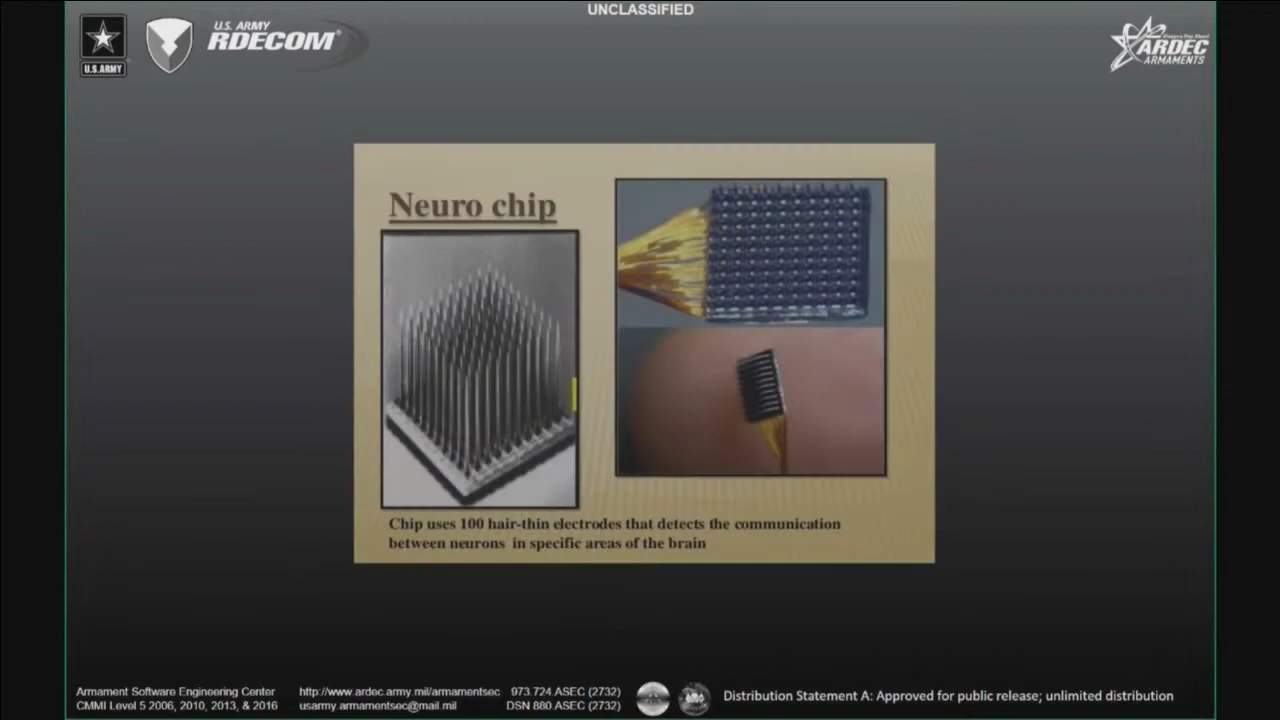 UNCLASSIFIED
U.S. ARMY
U.S. ARMY
RDECOM
ARDEC
ARMAMENTS
Neuro chip
Chip uses 100 hair-thin electrodes that detects the communication
between neurons in specific areas of the brain
Armament Software Engineering Center
CMMI Level 5 2006, 2010, 2013, & 2016
http://www.ardec.army.mil/armamentsec
usarmy.armamentsec@mail.mil
973.724.ASEC (2732)
DSN 880 ASEC (2732)
Distribution Statement A: Approved for public release; unlimited distribution